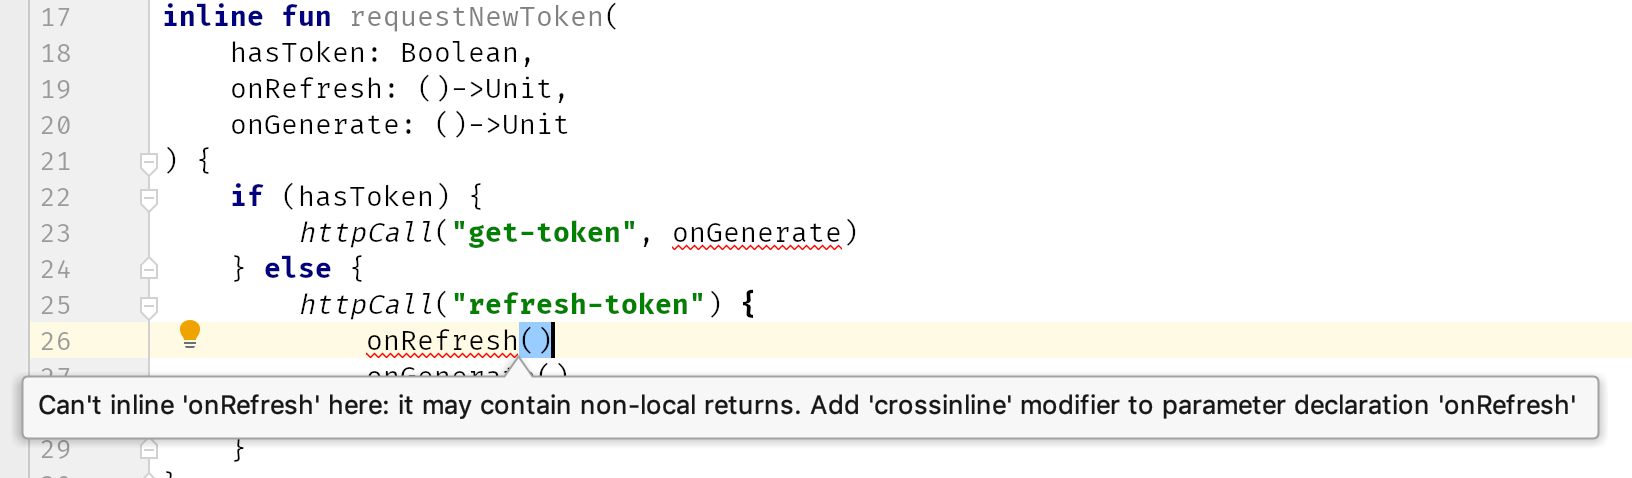 17 inline fun requestNewToken(
18 hasToken: Boolean,
19 onRefresh: ()->Unit,
20 onGenerate: ()->Unit
21 ) {
22 if (hasToken) {
23 httpCall("get-token", onGenerate)
24 } else {
25 httpCall("refresh-token") {
26 onRefresh()
27 onGenerate()
Can't inline 'onRefresh' here: it may contain non-local returns. Add 'crossinline' modifier to parameter declaration 'onRefresh'
29 }